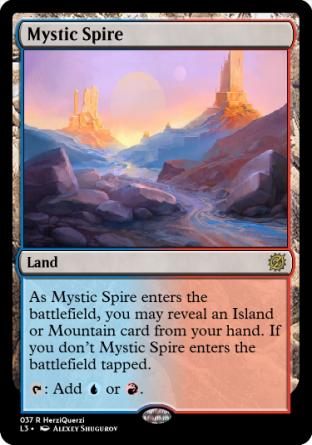 Mystic Spire
Land
As Mystic Spire enters the
battlefield, you may reveal an Island
or Mountain card from your hand. If
you don't Mystic Spire enters the
battlefield tapped.
: Add or .
037 R HerziQuerzi
L3 • Alexey Shugurov